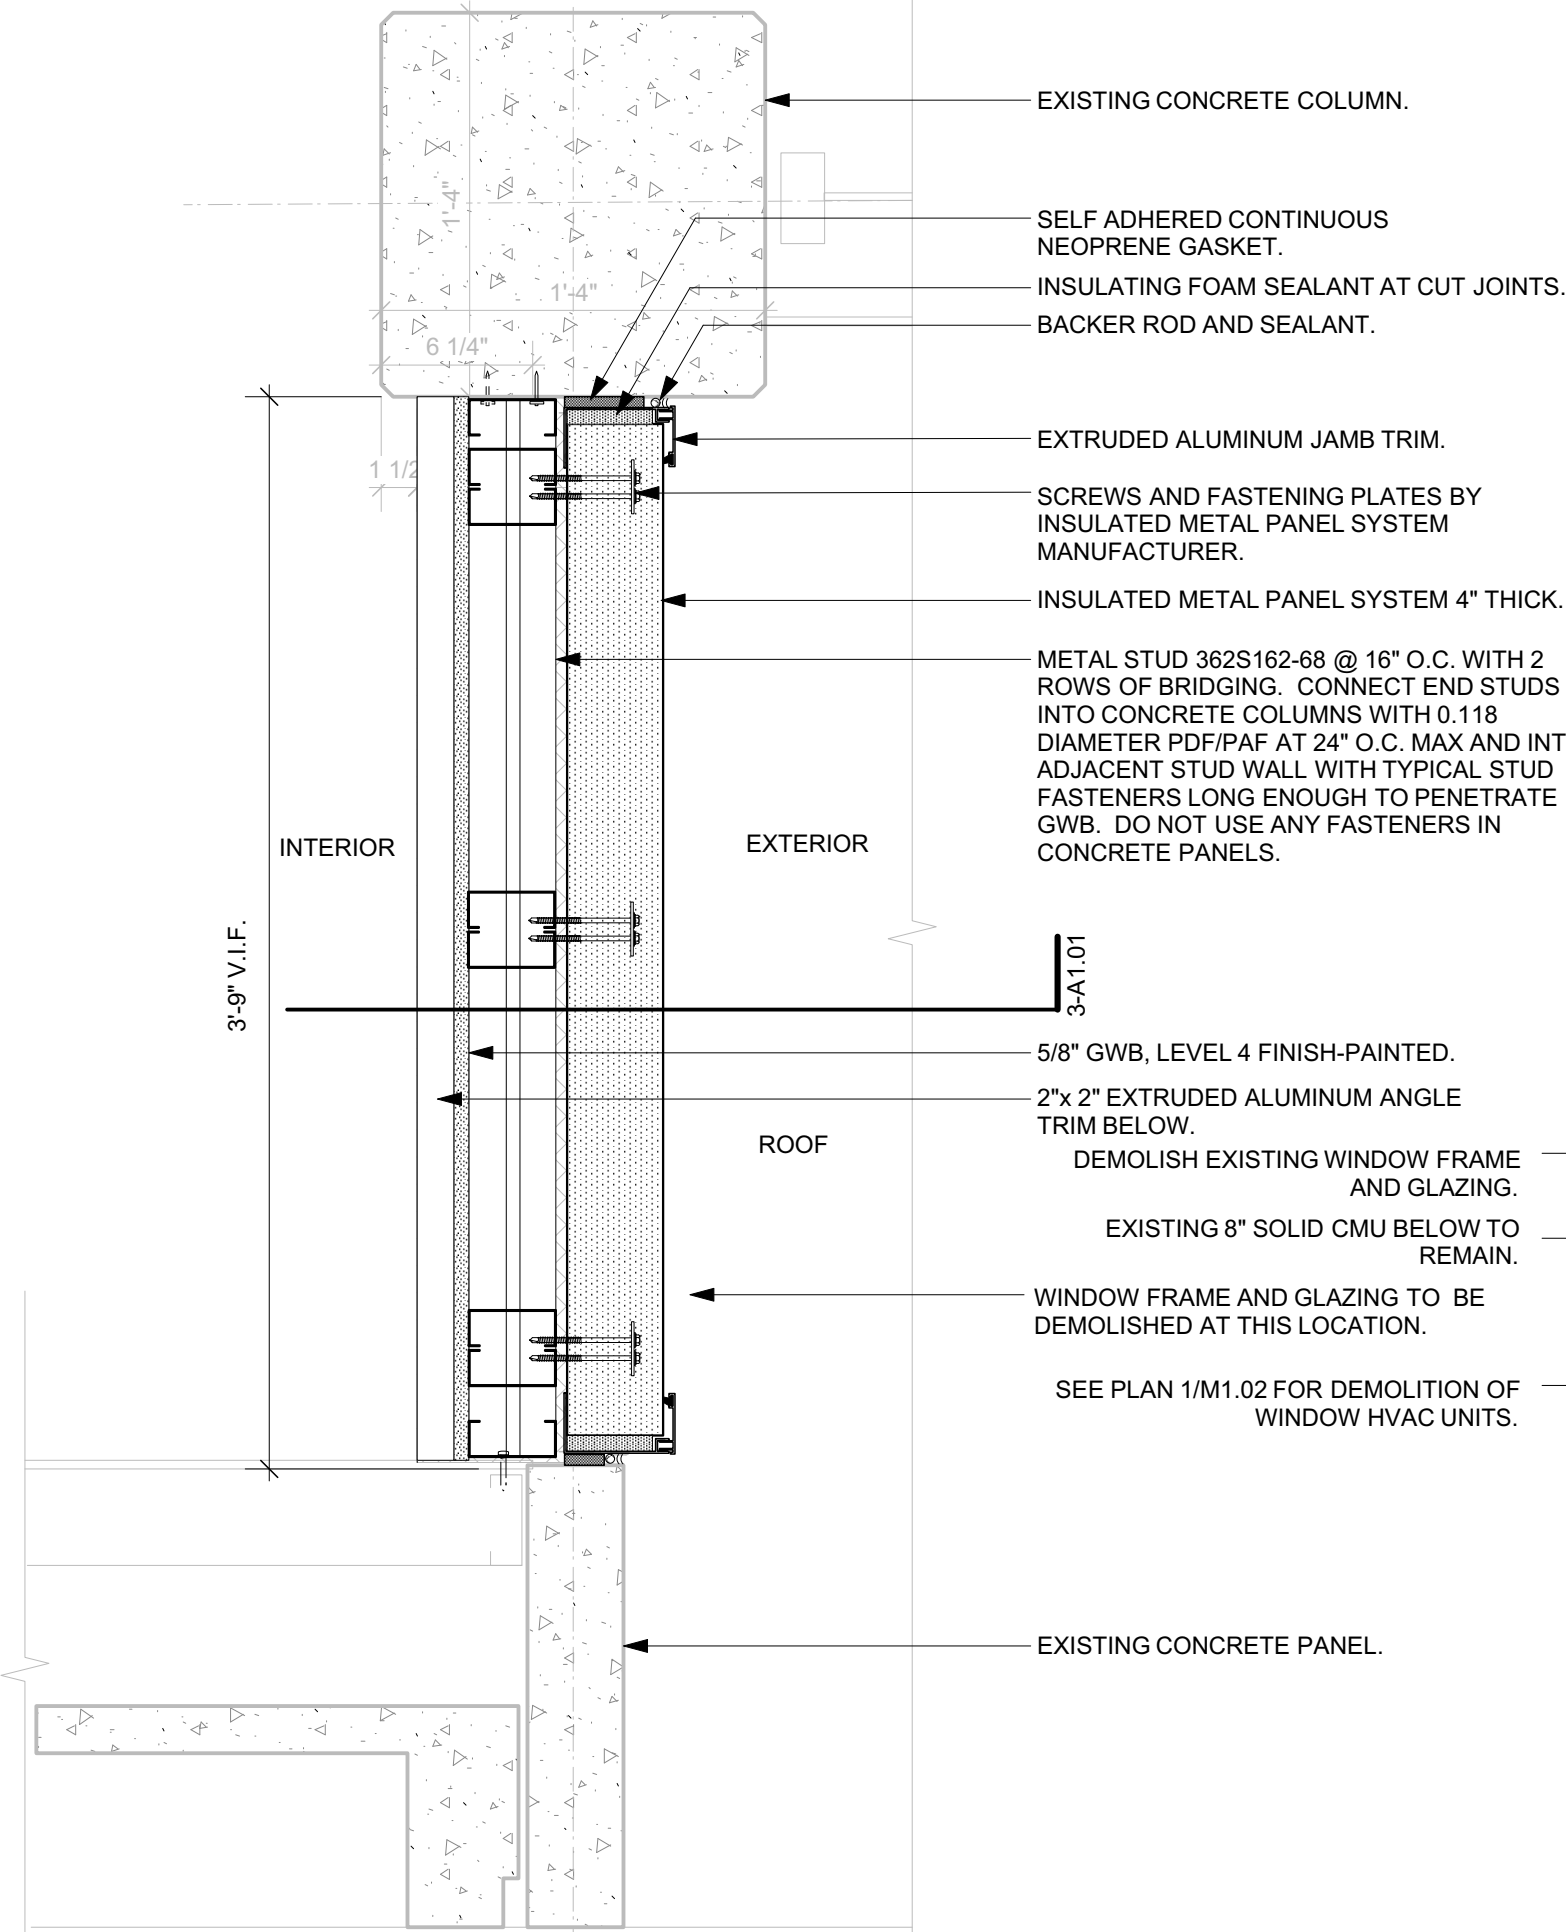 EXISTING CONCRETE COLUMN.
1'-4"
SELF ADHERED CONTINUOUS
NEOPRENE GASKET.
1'-4"
INSULATING FOAM SEALANT AT CUT JOINTS.
BACKER ROD AND SEALANT.
6 1/4"
EXTRUDED ALUMINUM JAMB TRIM.
1 1/2
SCREWS AND FASTENING PLATES BY
INSULATED METAL PANEL SYSTEM
MANUFACTURER.
INSULATED METAL PANEL SYSTEM 4" THICK.
METAL STUD 362S162-68 @ 16" O.C. WITH 2
ROWS OF BRIDGING. CONNECT END STUDS
INTO CONCRETE COLUMNS WITH 0.118
DIAMETER PDF/PAF AT 24" O.C. MAX AND INT
ADJACENT STUD WALL WITH TYPICAL STUD
FASTENERS LONG ENOUGH TO PENETRATE
GWB. DO NOT USE ANY FASTENERS IN
CONCRETE PANELS.
INTERIOR
EXTERIOR
3'-9" V.I.F.
3-A1.01
5/8" GWB, LEVEL 4 FINISH-PAINTED.
2"x 2" EXTRUDED ALUMINUM ANGLE
TRIM BELOW.
ROOF
DEMOLISH EXISTING WINDOW FRAME
AND GLAZING.
EXISTING 8" SOLID CMU BELOW TO
REMAIN.
WINDOW FRAME AND GLAZING TO BE
DEMOLISHED AT THIS LOCATION.
SEE PLAN 1/M1.02 FOR DEMOLITION OF
WINDOW HVAC UNITS.
EXISTING CONCRETE PANEL.